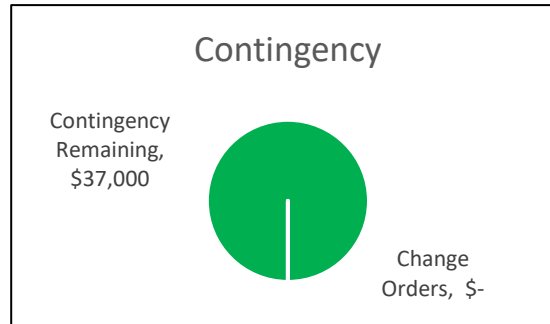 Contingency
Contingency
Remaining,
$37,000
Change
Orders, $-